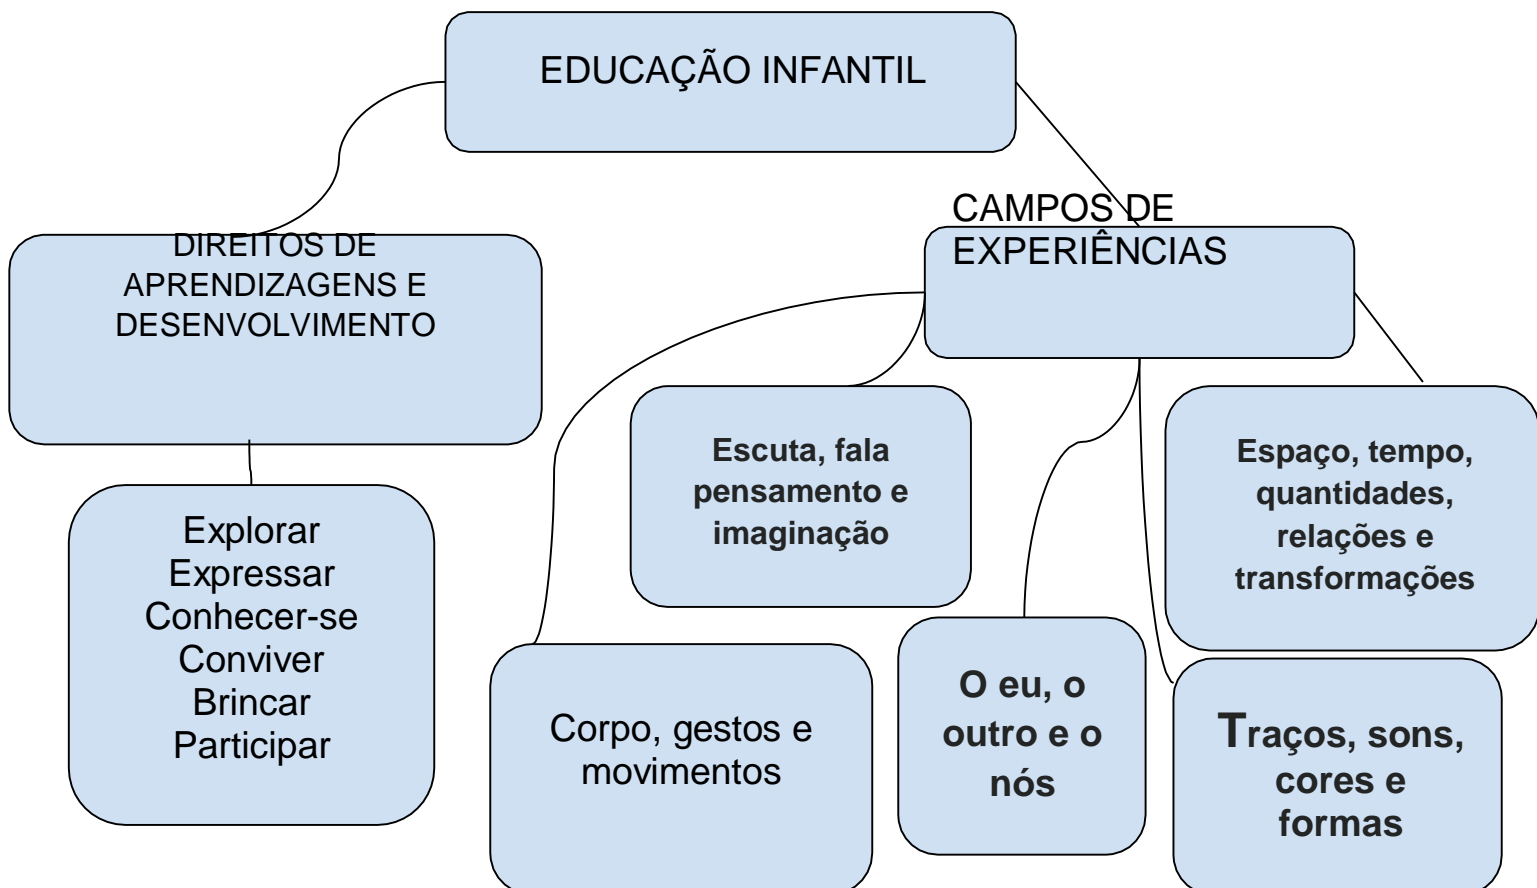 EDUCAÇÃO INFANTIL
DIREITOS DE
APRENDIZAGENS E
DESENVOLVIMENTO
Explorar
Expressar
Conhecer-se
Conviver
Brincar
Participar
CAMPOS DE
EXPERIÊNCIAS
Escuta, fala
pensamento e
imaginação
Espaço, tempo,
quantidades,
relações e
transformações
Corpo, gestos e
movimentos
O eu, o
outro e o
nós
Traços, sons,
cores e
formas